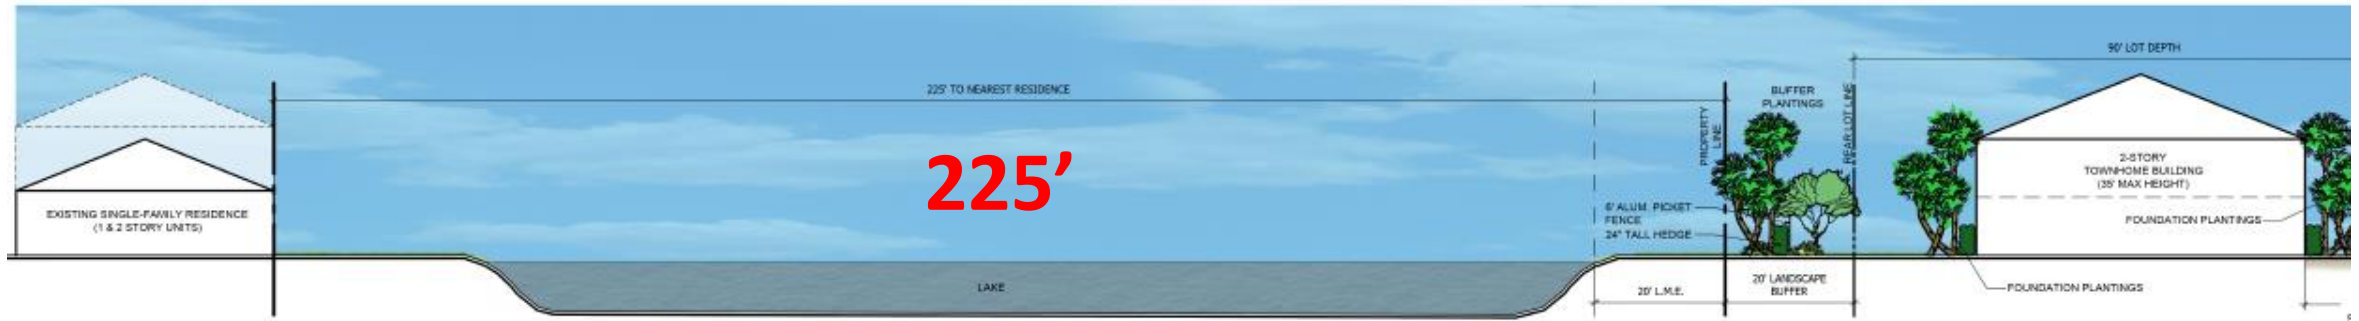 90' LOT DEPTH
225' TO NEAREST RESIDENCE
BUFFER
PLANTINGS
PROPERTY
LINE
REAR LOT LINE
225'
2-STORY
TOWNHOME BUILDING
(35' MAX HEIGHT)
EXISTING SINGLE-FAMILY RESIDENCE
(1 & 2 STORY UNITS)
6' ALUM. PICKET
FENCE
24" TALL HEDGE
FOUNDATION PLANTINGS
LAKE
20' L.M.E.
20' LANDSCAPE
BUFFER
FOUNDATION PLANTINGS